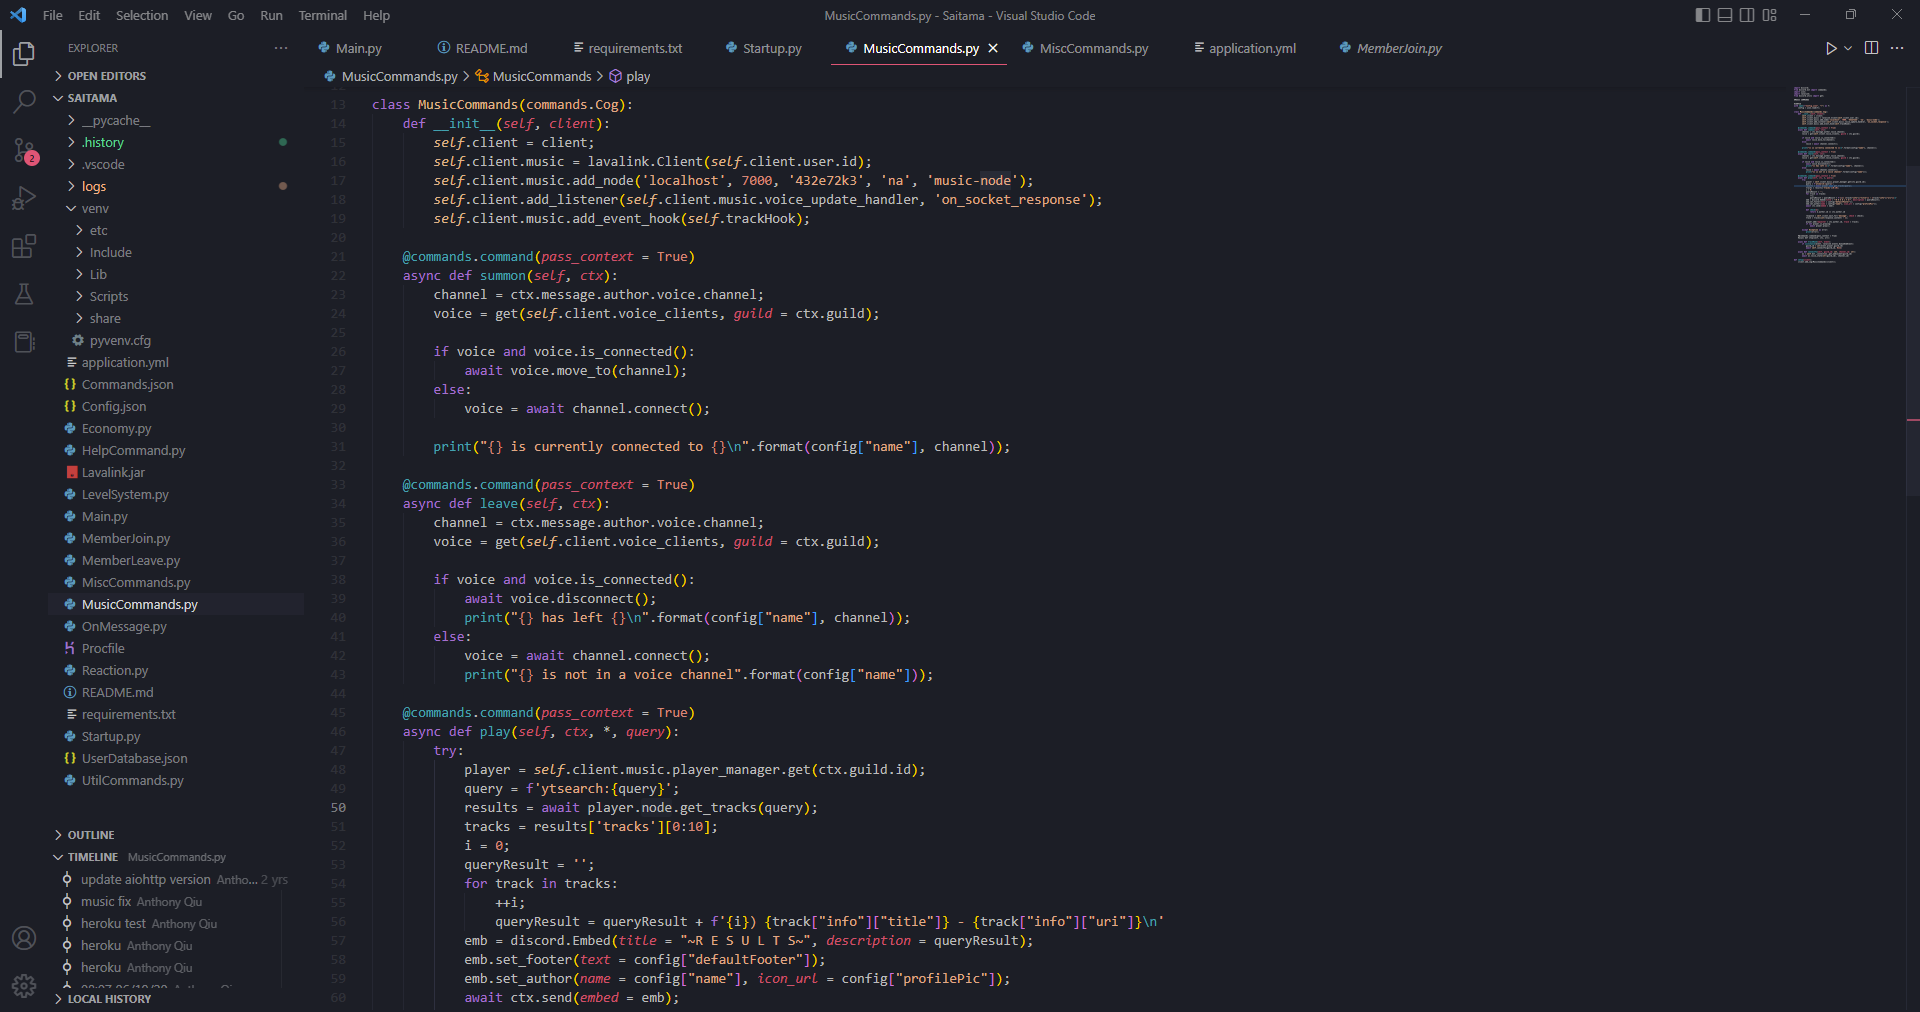 File Edit Selection View Go Run Terminal Help
MusicCommands.py - Saitama - Visual Studio Code
EXPLORER
OPEN EDITORS
SAITAMA
__pycache__
.history
.vscode
logs
venv
etc
Include
Lib
Scripts
share
pyvenv.cfg
application.yml
Commands.json
Config.json
Economy.py
HelpCommand.py
Lavalink.jar
LevelSystem.py
Main.py
MemberJoin.py
MemberLeave.py
MiscCommands.py
MusicCommands.py
OnMessage.py
Procfile
Reaction.py
README.md
requirements.txt
Startup.py
UserDatabase.json
UtilCommands.py
OUTLINE
TIMELINE MusicCommands.py
update aiohttp version Antho... 2 yrs
music fix Anthony Qiu
heroku test Anthony Qiu
heroku Anthony Qiu
heroku Anthony Qiu
LOCAL HISTORY
2
Main.py README.md requirements.txt Startup.py MusicCommands.py MiscCommands.py application.yml MemberJoin.py
MusicCommands.py > MusicCommands > play
13 class MusicCommands(commands.Cog):
14 def __init__(self, client):
15 self.client = client;
16 self.client.music = lavalink.Client(self.client.user.id);
17 self.client.music.add_node('localhost', 7000, '432e72k3', 'na', 'music-node');
18 self.client.add_listener(self.client.music.voice_update_handler, 'on_socket_response');
19 self.client.music.add_event_hook(self.trackHook);
20
21 @commands.command(pass_context = True)
22 async def summon(self, ctx):
23 channel = ctx.message.author.voice.channel;
24 voice = get(self.client.voice_clients, guild = ctx.guild);
25
26 if voice and voice.is_connected():
27 await voice.move_to(channel);
28 else:
29 voice = await channel.connect();
30
31 print("{} is currently connected to {}\n".format(config["name"], channel));
32
33 @commands.command(pass_context = True)
34 async def leave(self, ctx):
35 channel = ctx.message.author.voice.channel;
36 voice = get(self.client.voice_clients, guild = ctx.guild);
37
38 if voice and voice.is_connected():
39 await voice.disconnect();
40 print("{} has left {}\n".format(config["name"], channel));
41 else:
42 voice = await channel.connect();
43 print("{} is not in a voice channel".format(config["name"]));
44
45 @commands.command(pass_context = True)
46 async def play(self, ctx, *, query):
47 try:
48 player = self.client.music.player_manager.get(ctx.guild.id);
49 query = f'ytsearch:{query}';
50 results = await player.node.get_tracks(query);
51 tracks = results['tracks'][0:10];
52 i = 0;
53 queryResult = '';
54 for track in tracks:
55 ++i;
56 queryResult = queryResult + f'{i}) {track["info"]["title"]} - {track["info"]["uri"]}\n'
57 emb = discord.Embed(title = "~R E S U L T S~", description = queryResult);
58 emb.set_footer(text = config["defaultFooter"]);
59 emb.set_author(name = config["name"], icon_url = config["profilePic"]);
60 await ctx.send(embed = emb);